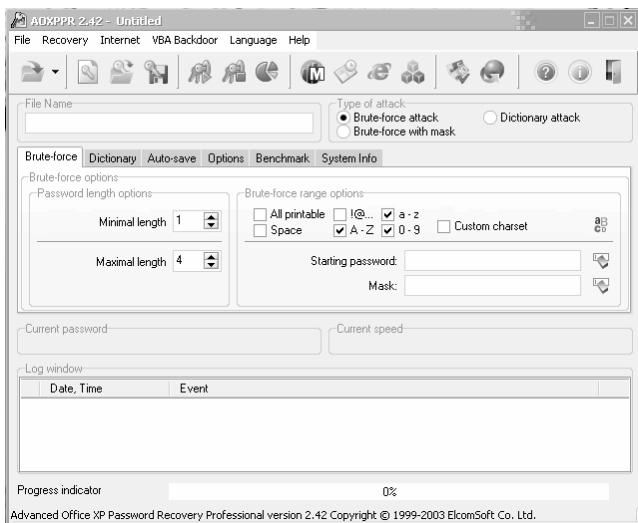 AOXPPR 2.42 - Untitled
File Recovery Internet VBA Backdoor Language Help
File Name
Type of attack
Brute-force attack
Dictionary attack
Brute-force with mask
Brute-force Dictionary Auto-save Options Benchmark System Info
Brute-force options
Password length options
Minimal length 1
Maximal length 4
Brute-force range options
All printable !@... a - z
Space A - Z 0 - 9
Custom charset
Starting password:
Mask:
Current password
Current speed
Log window
Date, Time Event
Progress indicator 0%
Advanced Office XP Password Recovery Professional version 2.42 Copyright © 1999-2003 ElcomSoft Co. Ltd.